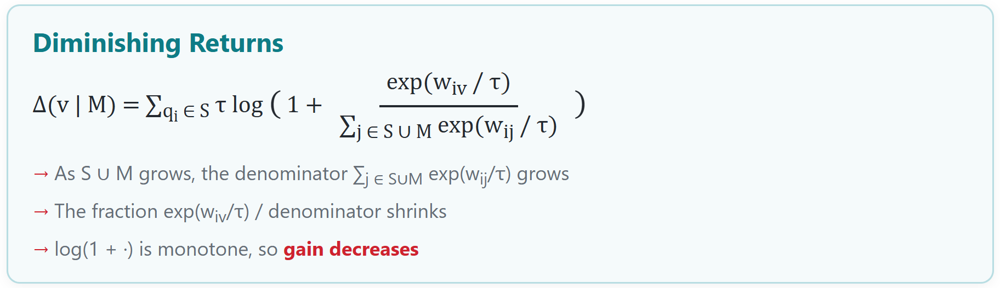 Diminishing Returns
Δ(v | M) = ∑qᵢ ∈ S τ log ( 1 + exp(wᵢᵥ / τ) / ∑j ∈ S ∪ M exp(wᵢⱼ / τ) )
→ As S ∪ M grows, the denominator ∑j ∈ S∪M exp(wᵢⱼ/τ) grows
→ The fraction exp(wᵢᵥ/τ) / denominator shrinks
→ log(1 + ·) is monotone, so gain decreases